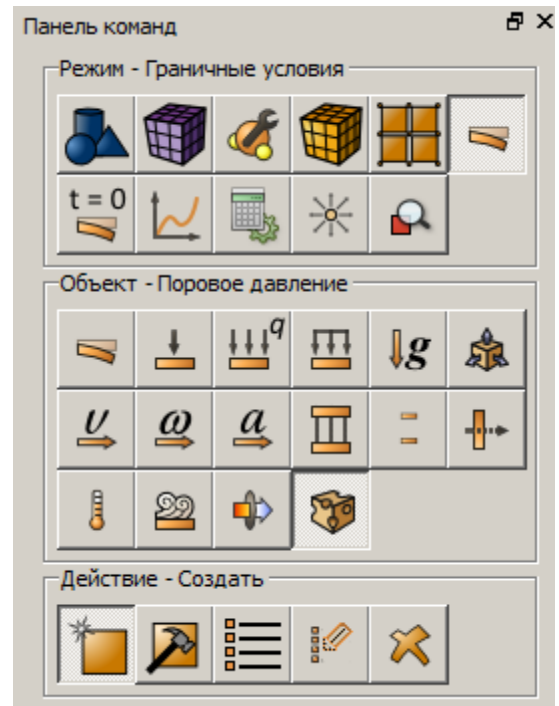 Панель команд
Режим - Граничные условия
t = 0
Объект - Поровое давление
q
g
υ ω a
Действие - Создать